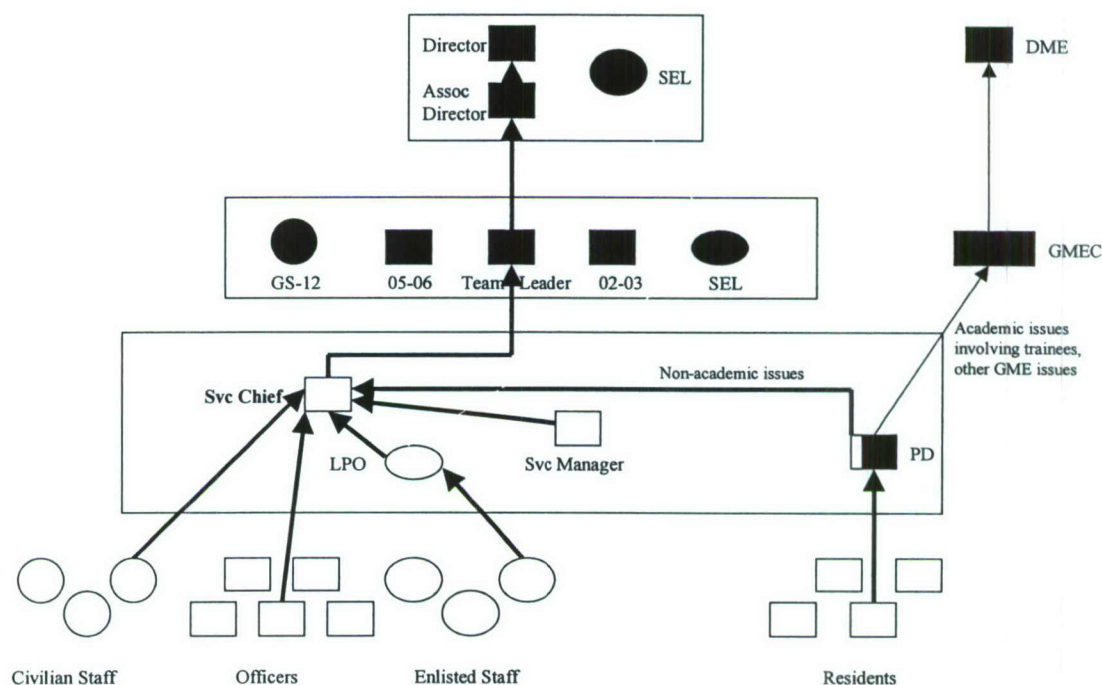 Director
DME
SEL
Assoc
Director
GMEC
GS-12
05-06
Team Leader
02-03
SEL
Academic issues
involving trainees,
other GME issues
Non-academic issues
Svc Chief
LPO
Svc Manager
PD
Civilian Staff
Officers
Enlisted Staff
Residents